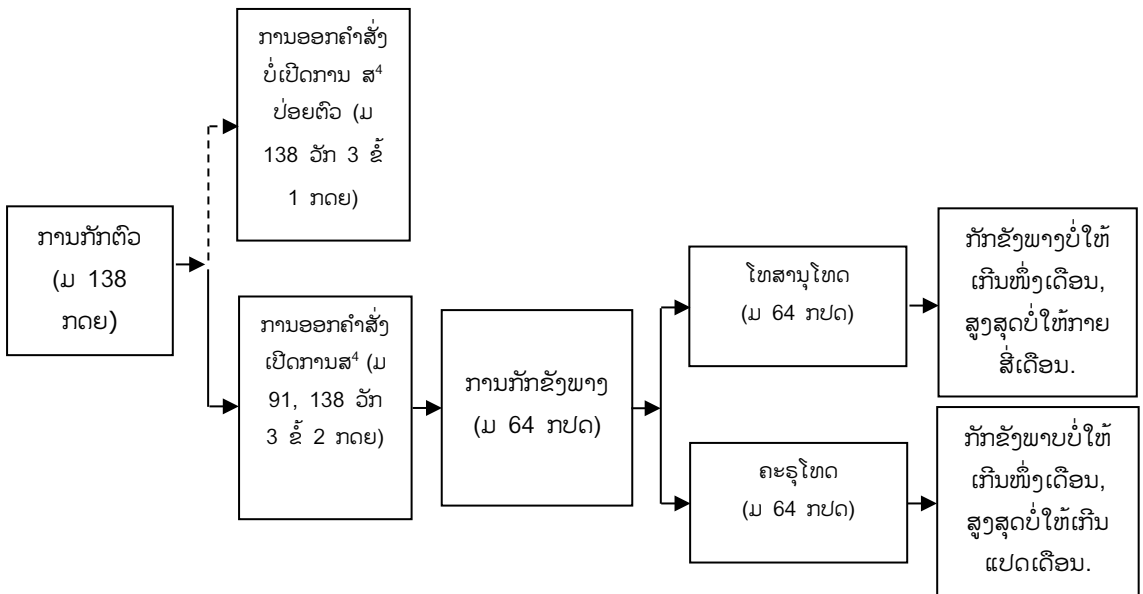 ການອອກຄໍາສັ່ງ
ບໍ່ເປີດການ ສ⁴
ປ່ອຍຕົວ (ມ
138 ວັກ 3 ຂໍ້
1 ກດຍ)
ການກັກຕົວ
(ມ 138
ກດຍ)
ການອອກຄໍາສັ່ງ
ເປີດການສ⁴ (ມ
91, 138 ວັກ
3 ຂໍ້ 2 ກດຍ)
ການກັກຂັງພາງ
(ມ 64 ກປດ)
ໂທສານຸໂທດ
(ມ 64 ກປດ)
ກັກຂັງພາງບໍ່ໃຫ້
ເກີນໜຶ່ງເດືອນ,
ສູງສຸດບໍ່ໃຫ້ກາຍ
ສີ່ເດືອນ.
ຄະຣຸໂທດ
(ມ 64 ກປດ)
ກັກຂັງພາບບໍ່ໃຫ້
ເກີນໜຶ່ງເດືອນ,
ສູງສຸດບໍ່ໃຫ້ເກີນ
ແປດເດືອນ.